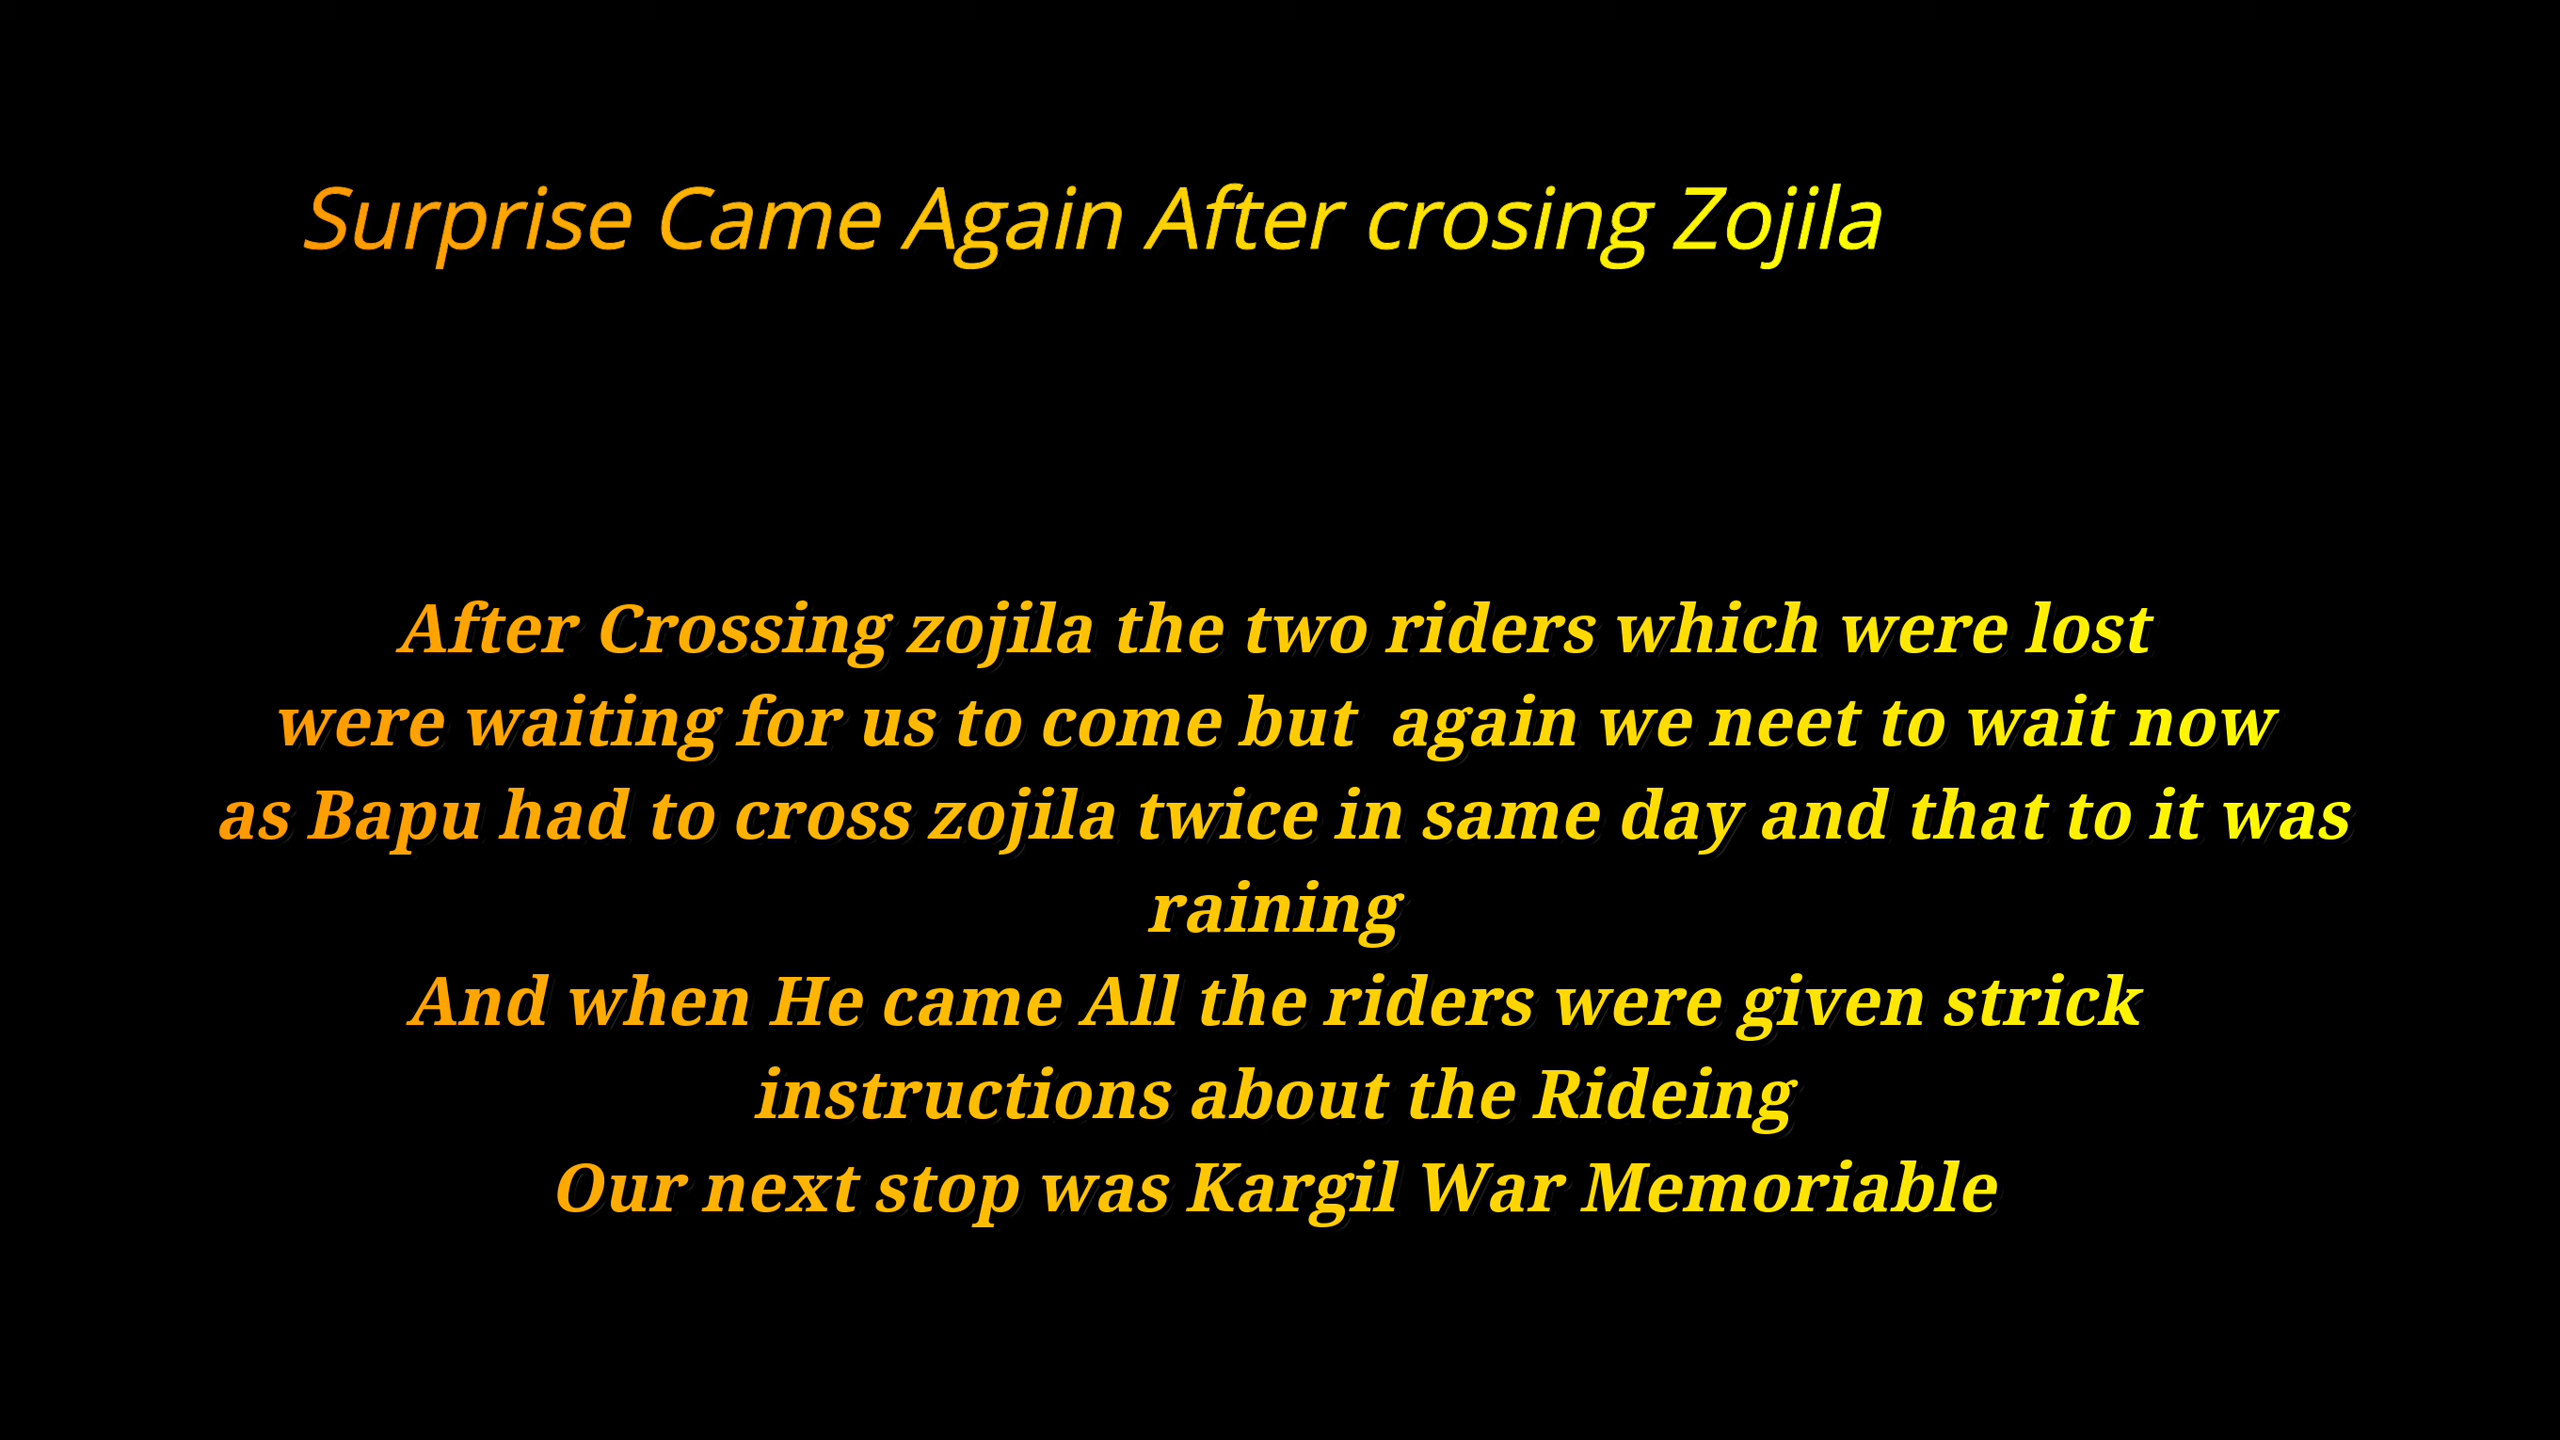 Surprise Came Again After crosing Zojila
After Crossing zojila the two riders which were lost
were waiting for us to come but  again we neet to wait now
as Bapu had to cross zojila twice in same day and that to it was
raining
And when He came All the riders were given strick
instructions about the Rideing
Our next stop was Kargil War Memoriable